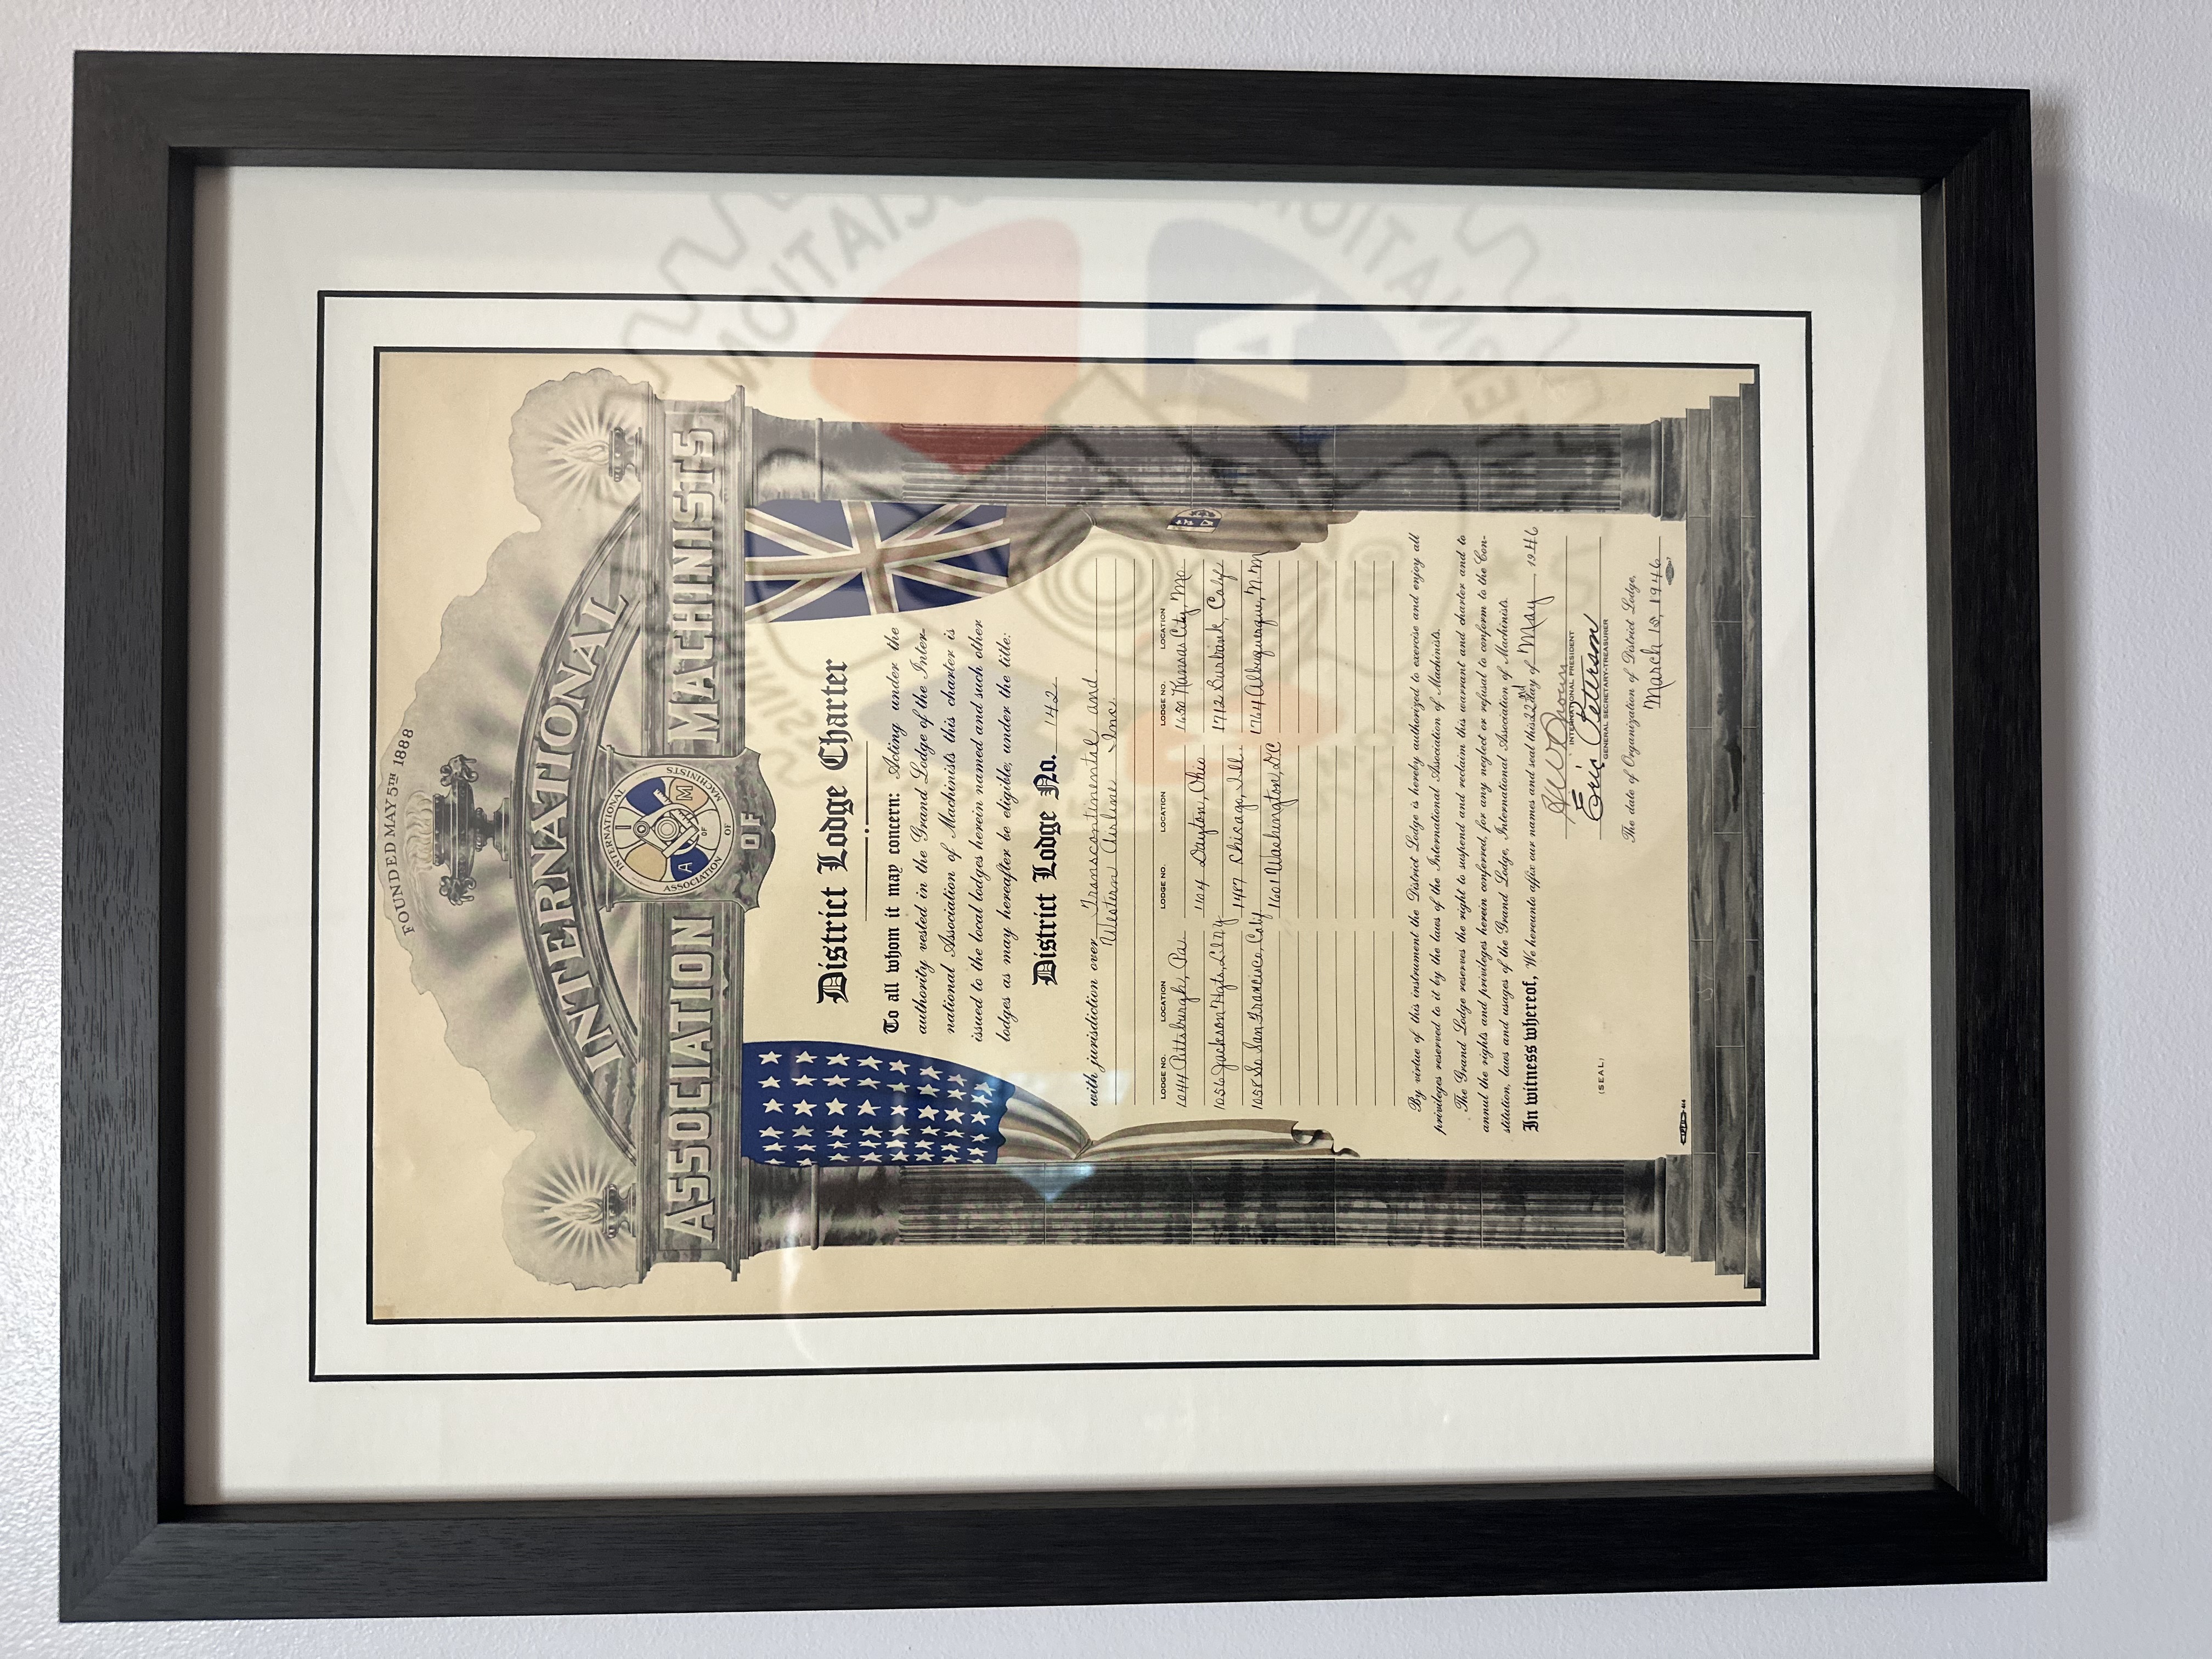 FOUNDED MAY 5TH 1888
INTERNATIONAL
ASSOCIATION OF MACHINISTS
INTERNATIONAL ASSOCIATION OF MACHINISTS
I A OF M
District Lodge Charter
To all whom it may concern: Acting under the
authority vested in the Grand Lodge of the Inter-
national Association of Machinists this charter is
issued to the local lodges herein named and such other
lodges as may hereafter be eligible, under the title:
District Lodge No. 142
with jurisdiction over Transcontinental and
Western Airline Inc.
LODGE NO. LOCATION LODGE NO. LOCATION LODGE NO. LOCATION
1044 Pittsburgh, Pa. 1104 Dayton, Ohio 1650 Kansas City, Mo.
1056 Jackson Hgts, 1487 Chicago, Ill. 1712 Burbank, Calif.
1058 So. San Francisco, Calif 1601 Washington, DC 1764 Albuquerque, N.M
By virtue of this instrument the District Lodge is hereby authorized to exercise and enjoy all
privileges reserved to it by the laws of the International Association of Machinists.
The Grand Lodge reserves the right to suspend and reclaim this warrant and charter and to
annul the rights and privileges herein conferred, for any neglect or refusal to conform to the Con-
stitution, laws and usages of the Grand Lodge, International Association of Machinists.
In witness whereof, We hereunto affix our names and seal this 22nd day of May 1946
INTERNATIONAL PRESIDENT
Eric Peterson
GENERAL SECRETARY-TREASURER
(SEAL)
The date of Organization of District Lodge,
March 15, 1946